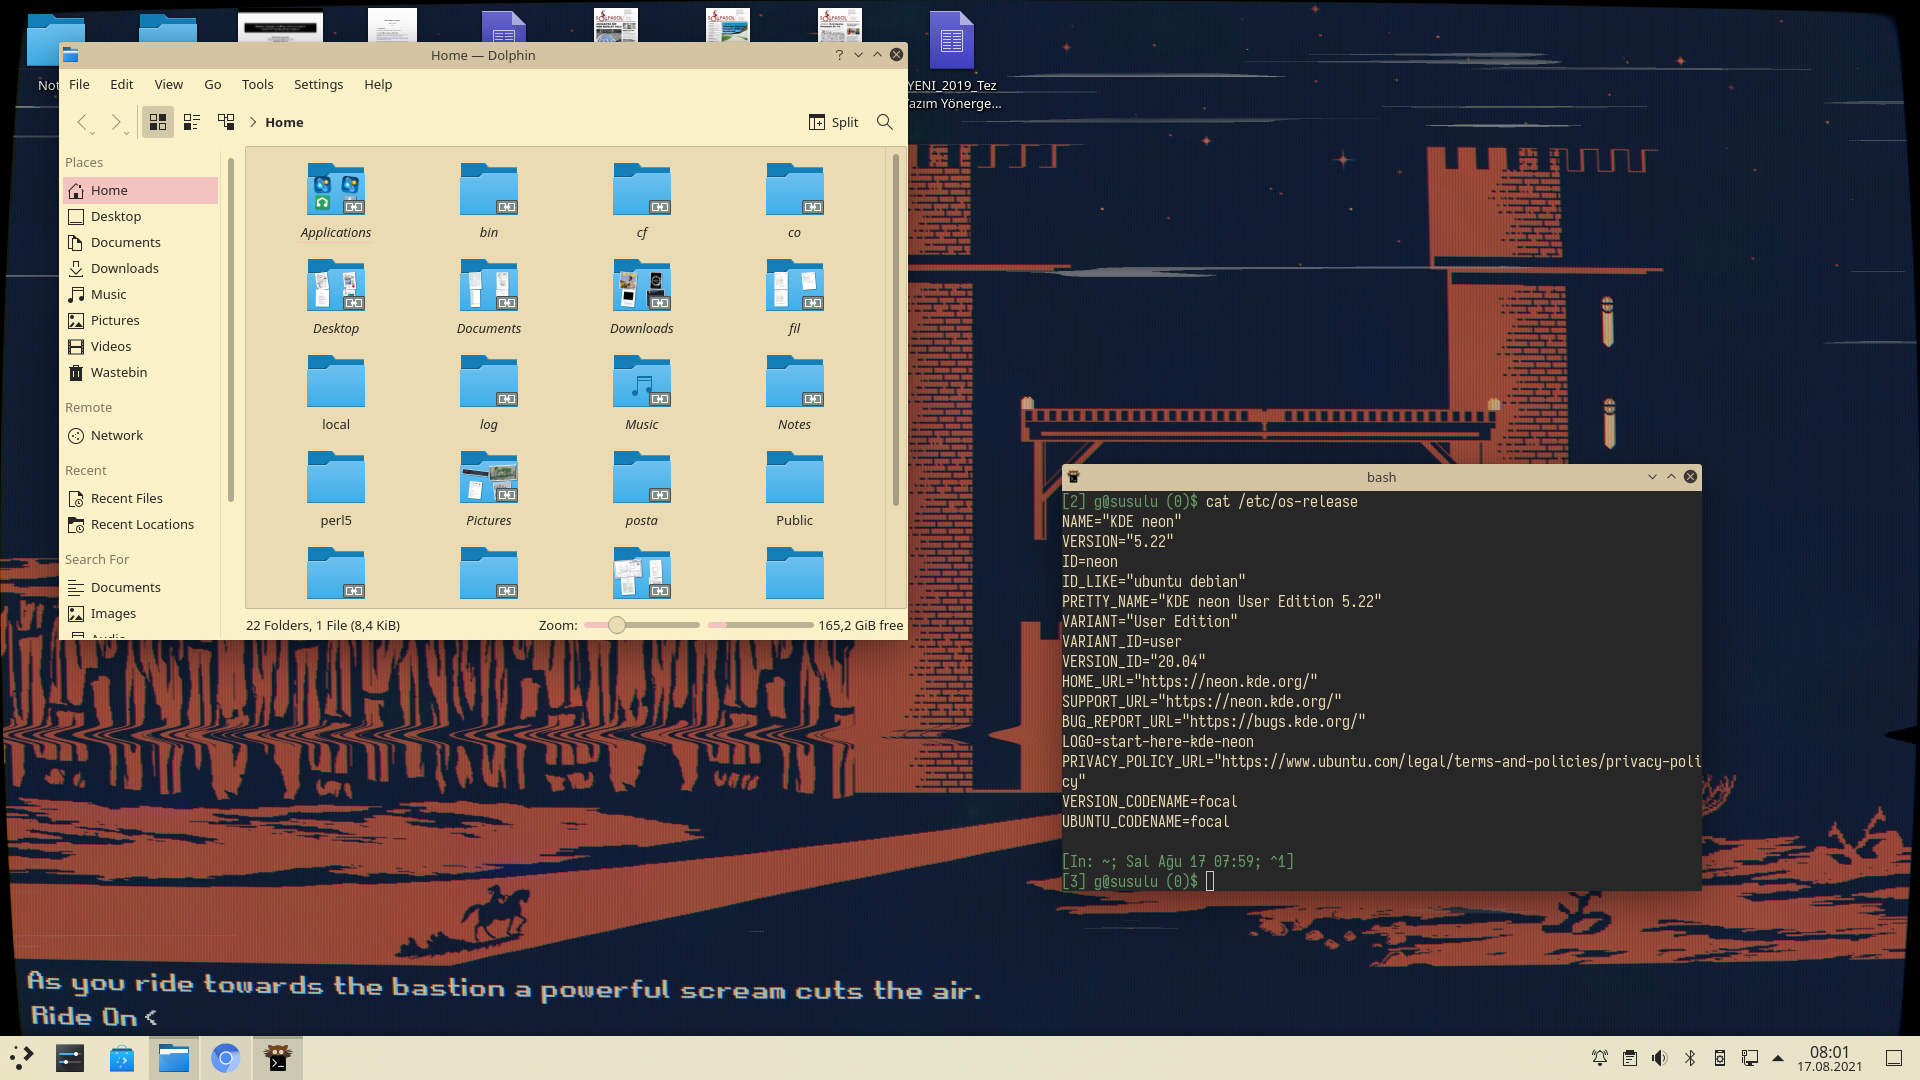 Not
YENI_2019_Tez
azım Yönerge...
Home — Dolphin
?
File Edit View Go Tools Settings Help
Home
Split
Places
Home
Desktop
Documents
Downloads
Music
Pictures
Videos
Wastebin
Remote
Network
Recent
Recent Files
Recent Locations
Search For
Documents
Images
Audio
Applications bin cf co
Desktop Documents Downloads fil
local log Music Notes
perl5 Pictures posta Public
22 Folders, 1 File (8,4 KiB) Zoom: 165,2 GiB free
bash
[2] g@susulu (0)$ cat /etc/os-release
NAME="KDE neon"
VERSION="5.22"
ID=neon
ID_LIKE="ubuntu debian"
PRETTY_NAME="KDE neon User Edition 5.22"
VARIANT="User Edition"
VARIANT_ID=user
VERSION_ID="20.04"
HOME_URL="https://neon.kde.org/"
SUPPORT_URL="https://neon.kde.org/"
BUG_REPORT_URL="https://bugs.kde.org/"
LOGO=start-here-kde-neon
PRIVACY_POLICY_URL="https://www.ubuntu.com/legal/terms-and-policies/privacy-poli
cy"
VERSION_CODENAME=focal
UBUNTU_CODENAME=focal
[In: ~; Sal Ağu 17 07:59; ^1]
[3] g@susulu (0)$
As you ride towards the bastion a powerful scream cuts the air.
Ride On <
08:01
17.08.2021